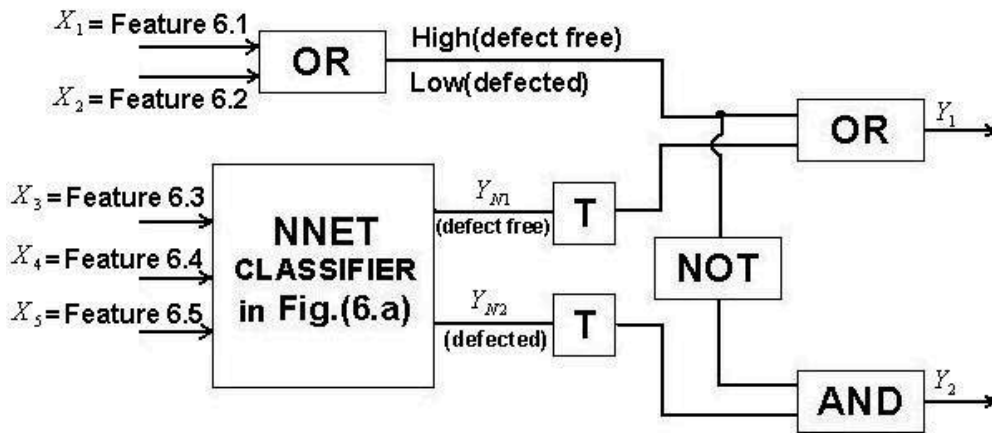 X₁ = Feature 6.1
X₂ = Feature 6.2
OR
High(defect free)
Low(defected)
OR
Y₁
X₃ = Feature 6.3
X₄ = Feature 6.4
X₅ = Feature 6.5
NNET
CLASSIFIER
in Fig.(6.a)
Y_N1
(defect free)
T
NOT
Y_N2
(defected)
T
AND
Y₂